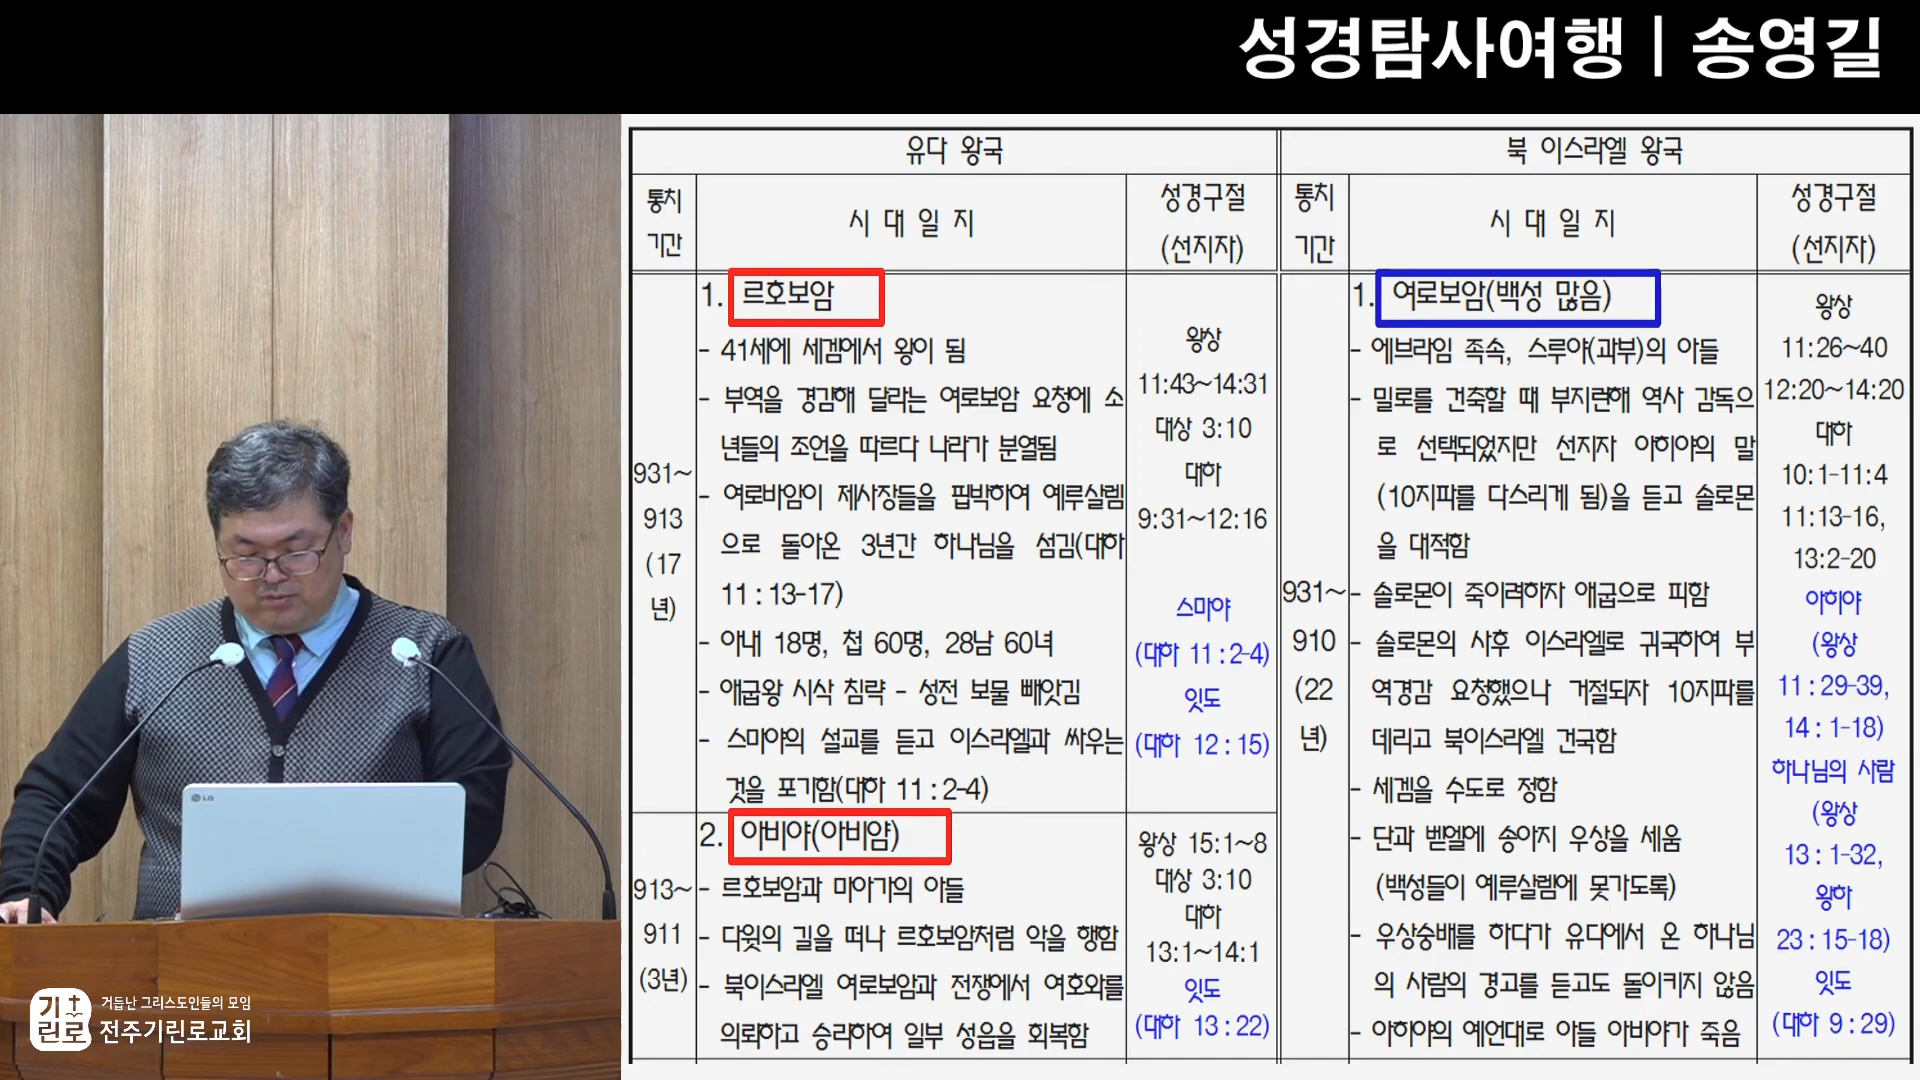 성경탐사여행 | 송영길
유다 왕국
북 이스라엘 왕국
통치
기간
시 대 일 지
성경구절
(선지자)
통치
기간
시 대 일 지
성경구절
(선지자)
931~
913
(17
년)
1. 르호보암
- 41세에 세겜에서 왕이 됨
- 부역을 경감해 달라는 여로보암 요청에 소
년들의 조언을 따르다 나라가 분열됨
- 여로바암이 제사장들을 핍박하여 예루살렘
으로 돌아온 3년간 하나님을 섬김(대하
11:13-17)
- 아내 18명, 첩 60명, 28남 60녀
- 애굽왕 시삭 침략 - 성전 보물 빼앗김
- 스마야의 설교를 듣고 이스라엘과 싸우는
것을 포기함(대하 11:2-4)
왕상
11:43~14:31
대상 3:10
대하
9:31~12:16
스마야
(대하 11:2-4)
잇도
(대하 12:15)
913~
911
(3년)
2. 아비야(아비얌)
- 르호보암과 마아가의 아들
- 다윗의 길을 떠나 르호보암처럼 악을 행함
- 북이스라엘 여로보암과 전쟁에서 여호와를
의뢰하고 승리하여 일부 성읍을 회복함
왕상 15:1~8
대상 3:10
대하
13:1~14:1
잇도
(대하 13:22)
931~
910
(22
년)
1. 여로보암(백성 많음)
- 에브라임 족속, 스루야(과부)의 아들
- 밀로를 건축할 때 부지런해 역사 감독으
로 선택되었지만 선지자 아히야의 말
(10지파를 다스리게 됨)을 듣고 솔로몬
을 대적함
- 솔로몬이 죽이려하자 애굽으로 피함
- 솔로몬의 사후 이스라엘로 귀국하여 부
역경감 요청했으나 거절되자 10지파를
데리고 북이스라엘 건국함
- 세겜을 수도로 정함
- 단과 벧엘에 송아지 우상을 세움
(백성들이 예루살렘에 못가도록)
- 우상숭배를 하다가 유다에서 온 하나님
의 사람의 경고를 듣고도 돌이키지 않음
- 아히야의 예언대로 아들 아비야가 죽음
왕상
11:26~40
12:20~14:20
대하
10:1-11:4
11:13-16,
13:2-20
아히야
(왕상
11:29-39,
14:1-18)
하나님의 사람
(왕상
13:1-32,
왕하
23:15-18)
잇도
(대하 9:29)
LG
기린로
거듭난 그리스도인들의 모임
전주기린로교회